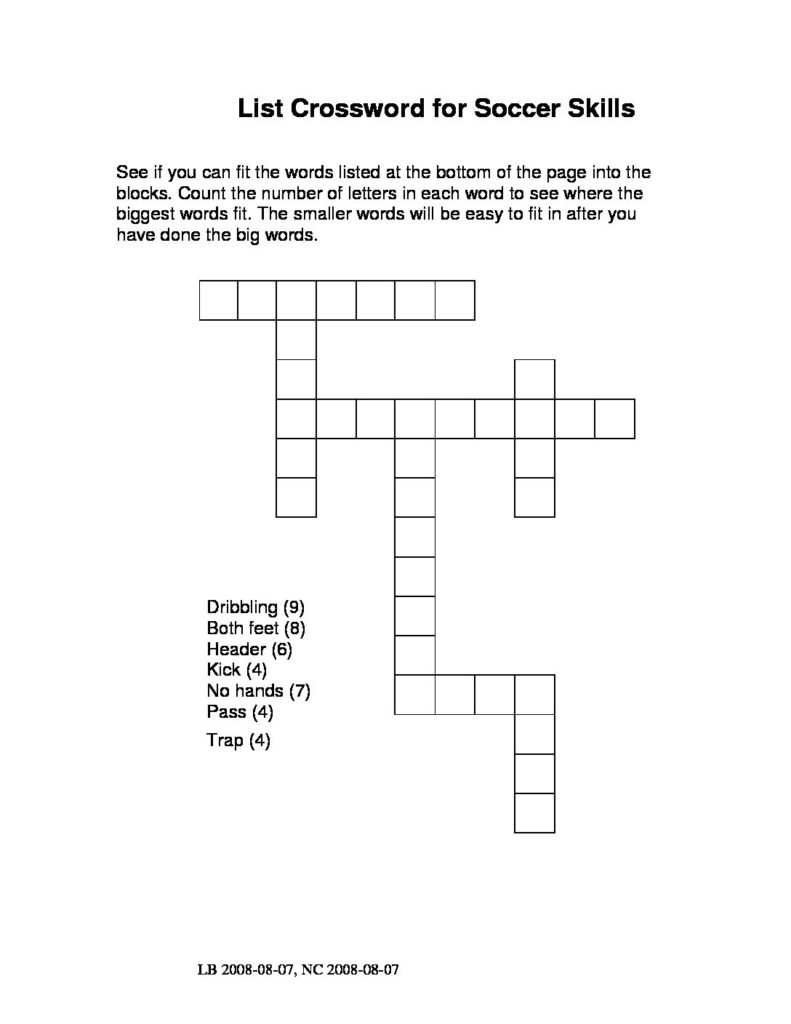 List Crossword for Soccer Skills
See if you can fit the words listed at the bottom of the page into the
blocks. Count the number of letters in each word to see where the
biggest words fit. The smaller words will be easy to fit in after you
have done the big words.
Dribbling (9)
Both feet (8)
Header (6)
Kick (4)
No hands (7)
Pass (4)
Trap (4)
LB 2008-08-07, NC 2008-08-07